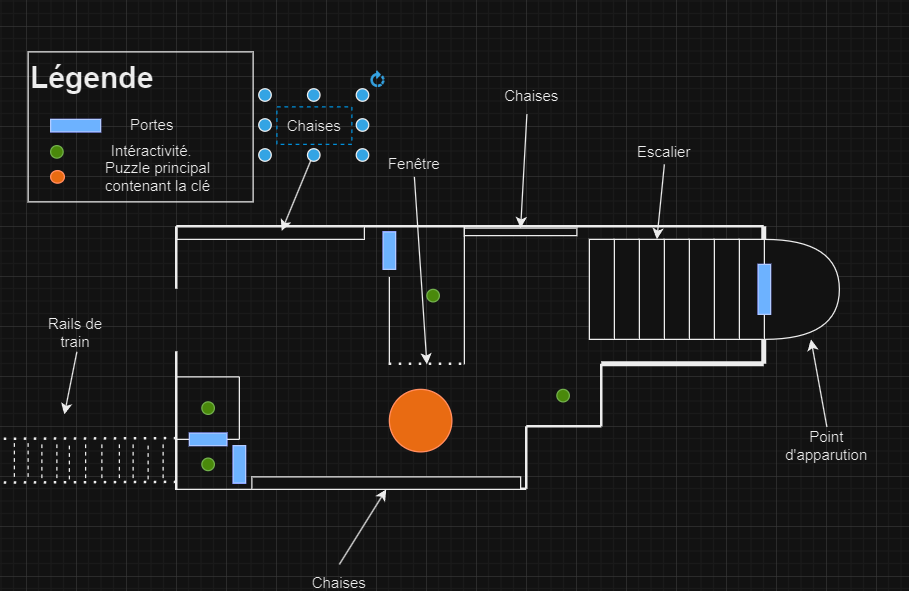 Légende
Portes
Intéractivité.
Puzzle principal
contenant la clé
Chaises
Chaises
Fenêtre
Escalier
Rails de
train
Point
d'apparution
Chaises